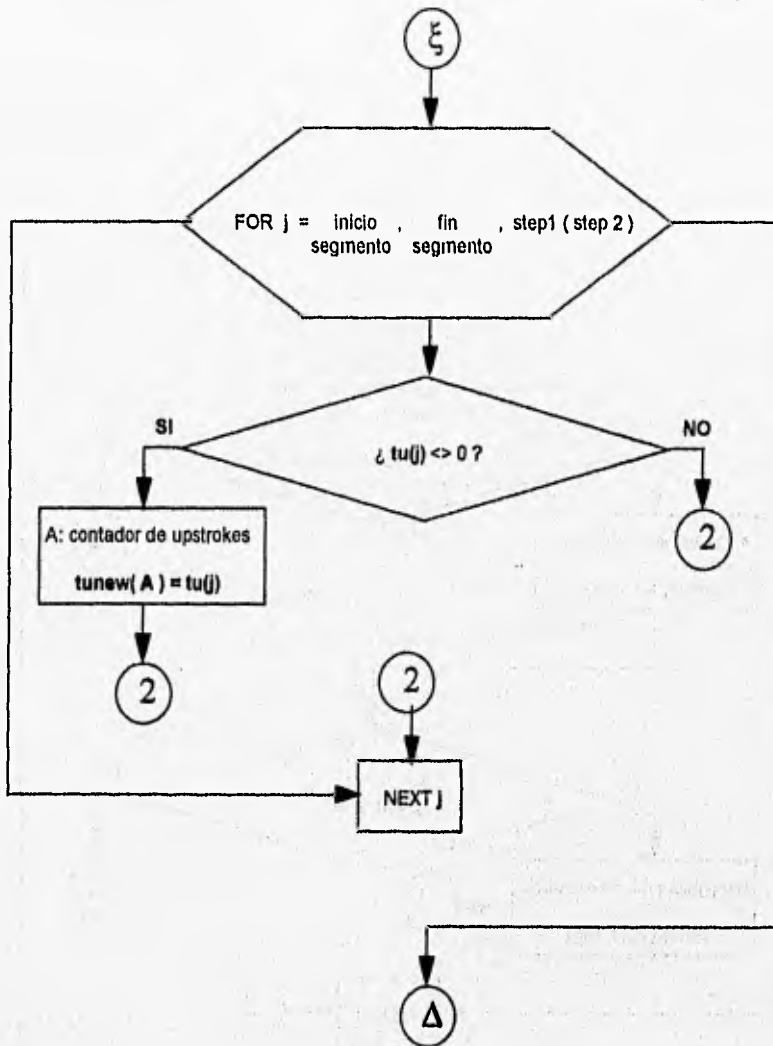 ξ
FOR j = inicio , fin , step1 ( step 2 )
segmento segmento
SI
NO
¿ tu(j) <> 0 ?
A: contador de upstrokes
tunew( A ) = tu(j)
2
2
2
NEXT j
Δ